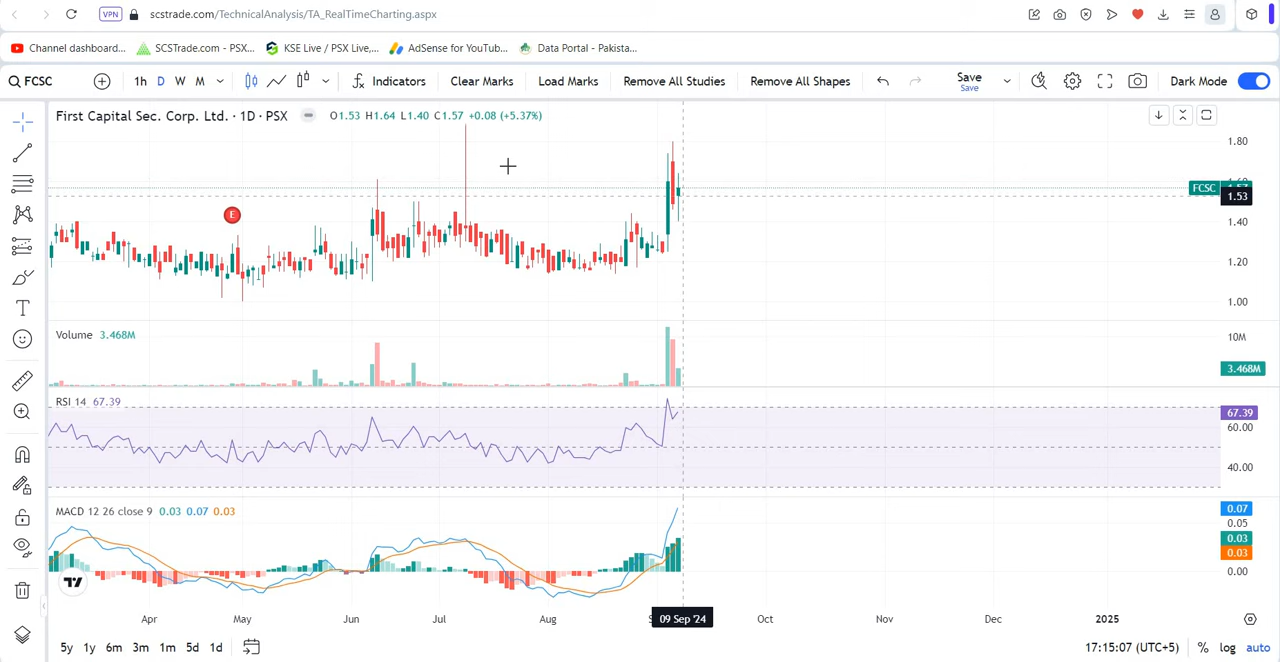 VPN scstrade.com/TechnicalAnalysis/TA_RealTimeCharting.aspx
Channel dashboard... SCSTrade.com - PSX... KSE Live / PSX Live,... AdSense for YouTub... Data Portal - Pakista...
FCSC 1h D W M Indicators Clear Marks Load Marks Remove All Studies Remove All Shapes Save Dark Mode
Save
First Capital Sec. Corp. Ltd. · 1D · PSX O1.53 H1.64 L1.40 C1.57 +0.08 (+5.37%)
1.80
FCSC
1.53
E
1.40
1.20
1.00
Volume 3.468M
10M
3.468M
RSI 14 67.39
67.39
60.00
40.00
MACD 12 26 close 9 0.03 0.07 0.03
0.07
0.05
0.03
0.03
0.00
Apr May Jun Jul Aug 09 Sep '24 Oct Nov Dec 2025
5y 1y 6m 3m 1m 5d 1d 17:15:07 (UTC+5) % log auto